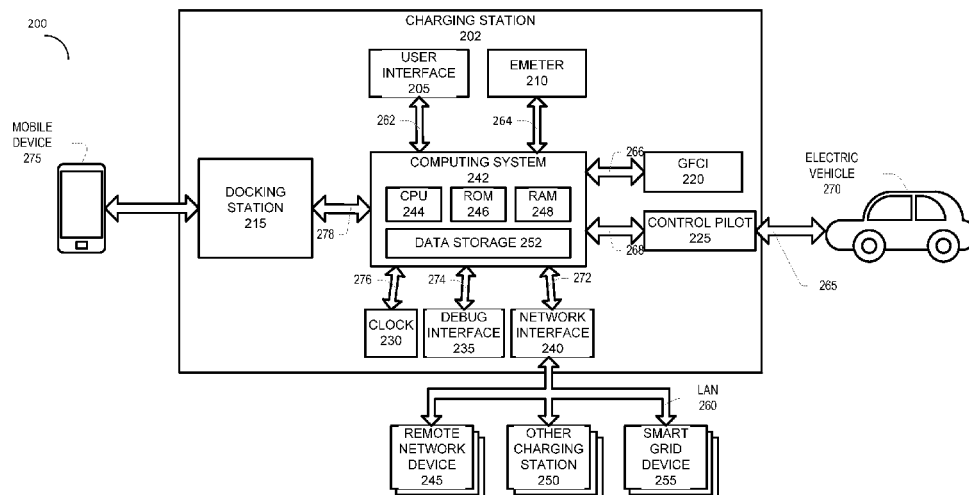 200
CHARGING STATION
202
USER
INTERFACE
205
EMETER
210
262
264
MOBILE
DEVICE
275
DOCKING
STATION
215
278
COMPUTING SYSTEM
242
CPU
244
ROM
246
RAM
248
DATA STORAGE 252
266
GFCI
220
268
CONTROL PILOT
225
265
ELECTRIC
VEHICLE
270
276
274
272
CLOCK
230
DEBUG
INTERFACE
235
NETWORK
INTERFACE
240
LAN
260
REMOTE
NETWORK
DEVICE
245
OTHER
CHARGING
STATION
250
SMART
GRID
DEVICE
255